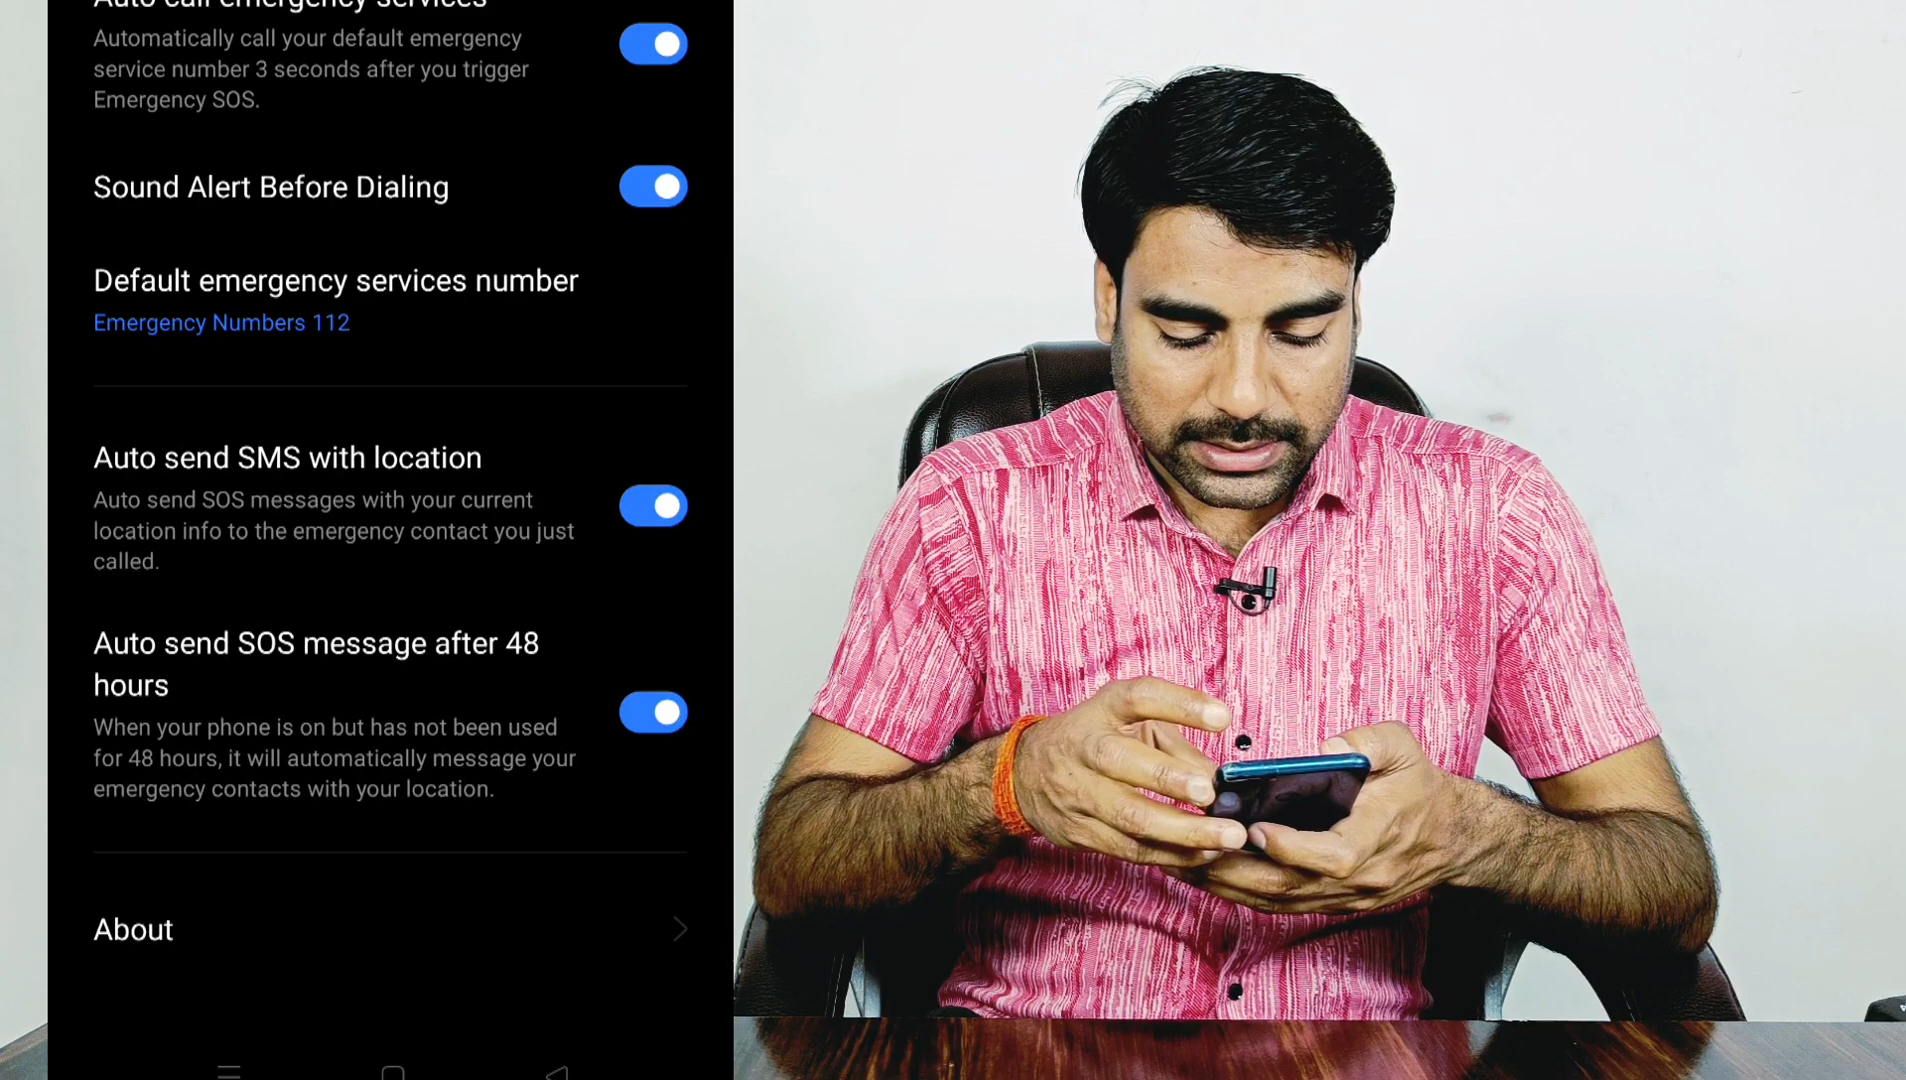 Auto call emergency services
Automatically call your default emergency
service number 3 seconds after you trigger
Emergency SOS.
Sound Alert Before Dialing
Default emergency services number
Emergency Numbers 112
Auto send SMS with location
Auto send SOS messages with your current
location info to the emergency contact you just
called.
Auto send SOS message after 48
hours
When your phone is on but has not been used
for 48 hours, it will automatically message your
emergency contacts with your location.
About